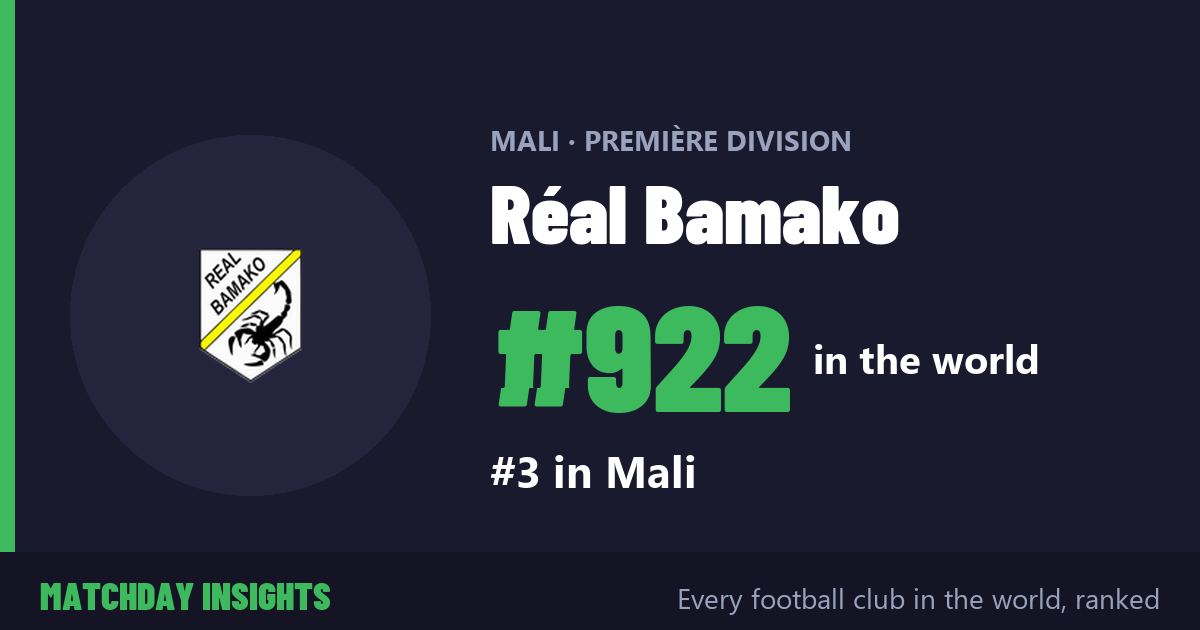 MALI · PREMIÈRE DIVISION
Réal Bamako
REAL
BAMAKO
#922 in the world
#3 in Mali
MATCHDAY INSIGHTS
Every football club in the world, ranked